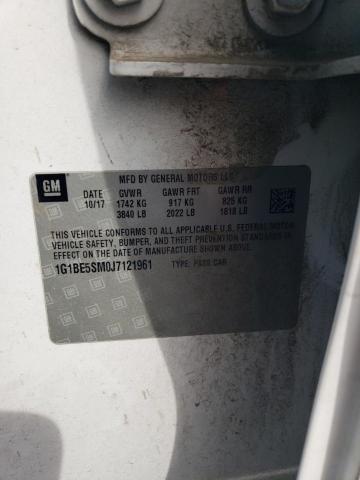 GM
MFD BY GENERAL MOTORS LLC
DATE GVWR GAWR FRT GAWR RR
10/17 1742 KG 917 KG 825 KG
3840 LB 2022 LB 1818 LB
THIS VEHICLE CONFORMS TO ALL APPLICABLE U.S. FEDERAL MOTOR
VEHICLE SAFETY, BUMPER, AND THEFT PREVENTION STANDARDS IN
EFFECT ON THE DATE OF MANUFACTURE SHOWN ABOVE.
1G1BE5SM0J7121961 TYPE: PASS CAR